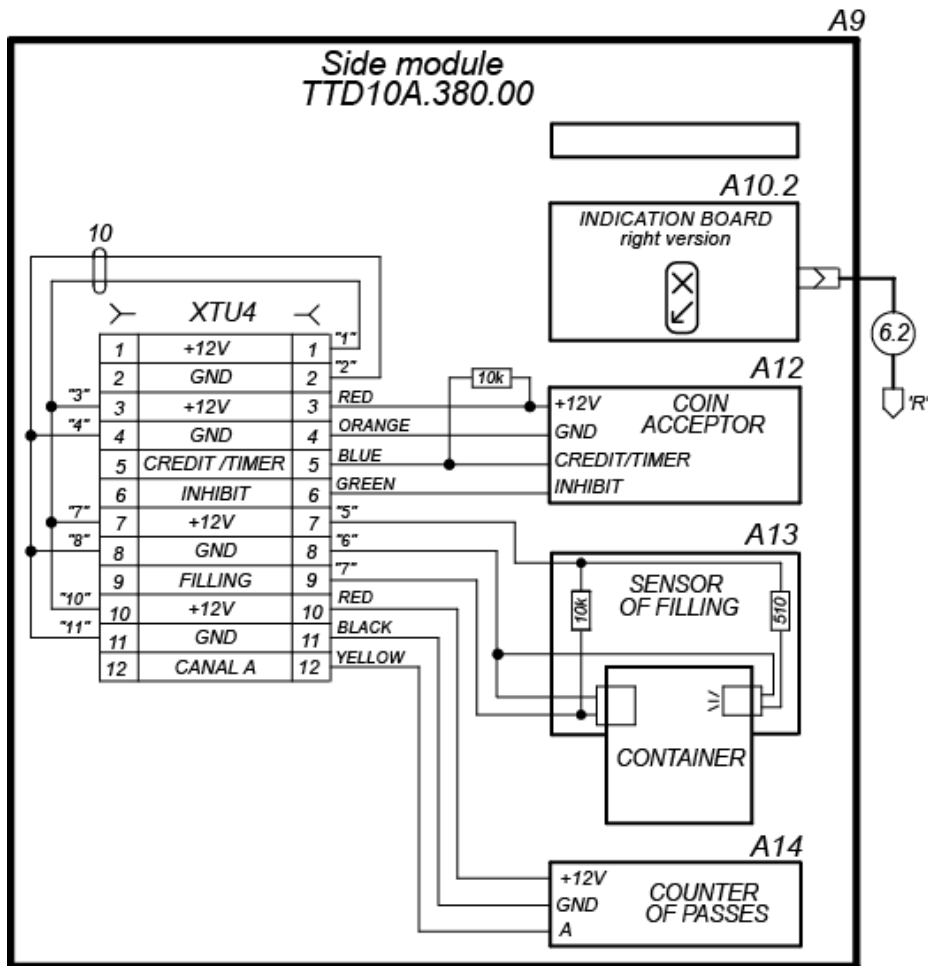 A9
Side module
TTD10A.380.00
A10.2
INDICATION BOARD
right version
6.2
'R'
10
XTU4
1 +12V 1 "1"
2 GND 2 "2"
"3" 3 +12V 3 RED
"4" 4 GND 4 ORANGE
5 CREDIT /TIMER 5 BLUE
6 INHIBIT 6 GREEN
"7" 7 +12V 7 "5"
"8" 8 GND 8 "6"
9 FILLING 9 "7"
"10" 10 +12V 10 RED
"11" 11 GND 11 BLACK
12 CANAL A 12 YELLOW
10k
A12
+12V
GND
CREDIT/TIMER
INHIBIT
COIN
ACCEPTOR
A13
SENSOR
OF FILLING
10k
510
CONTAINER
A14
+12V
GND
A
COUNTER
OF PASSES